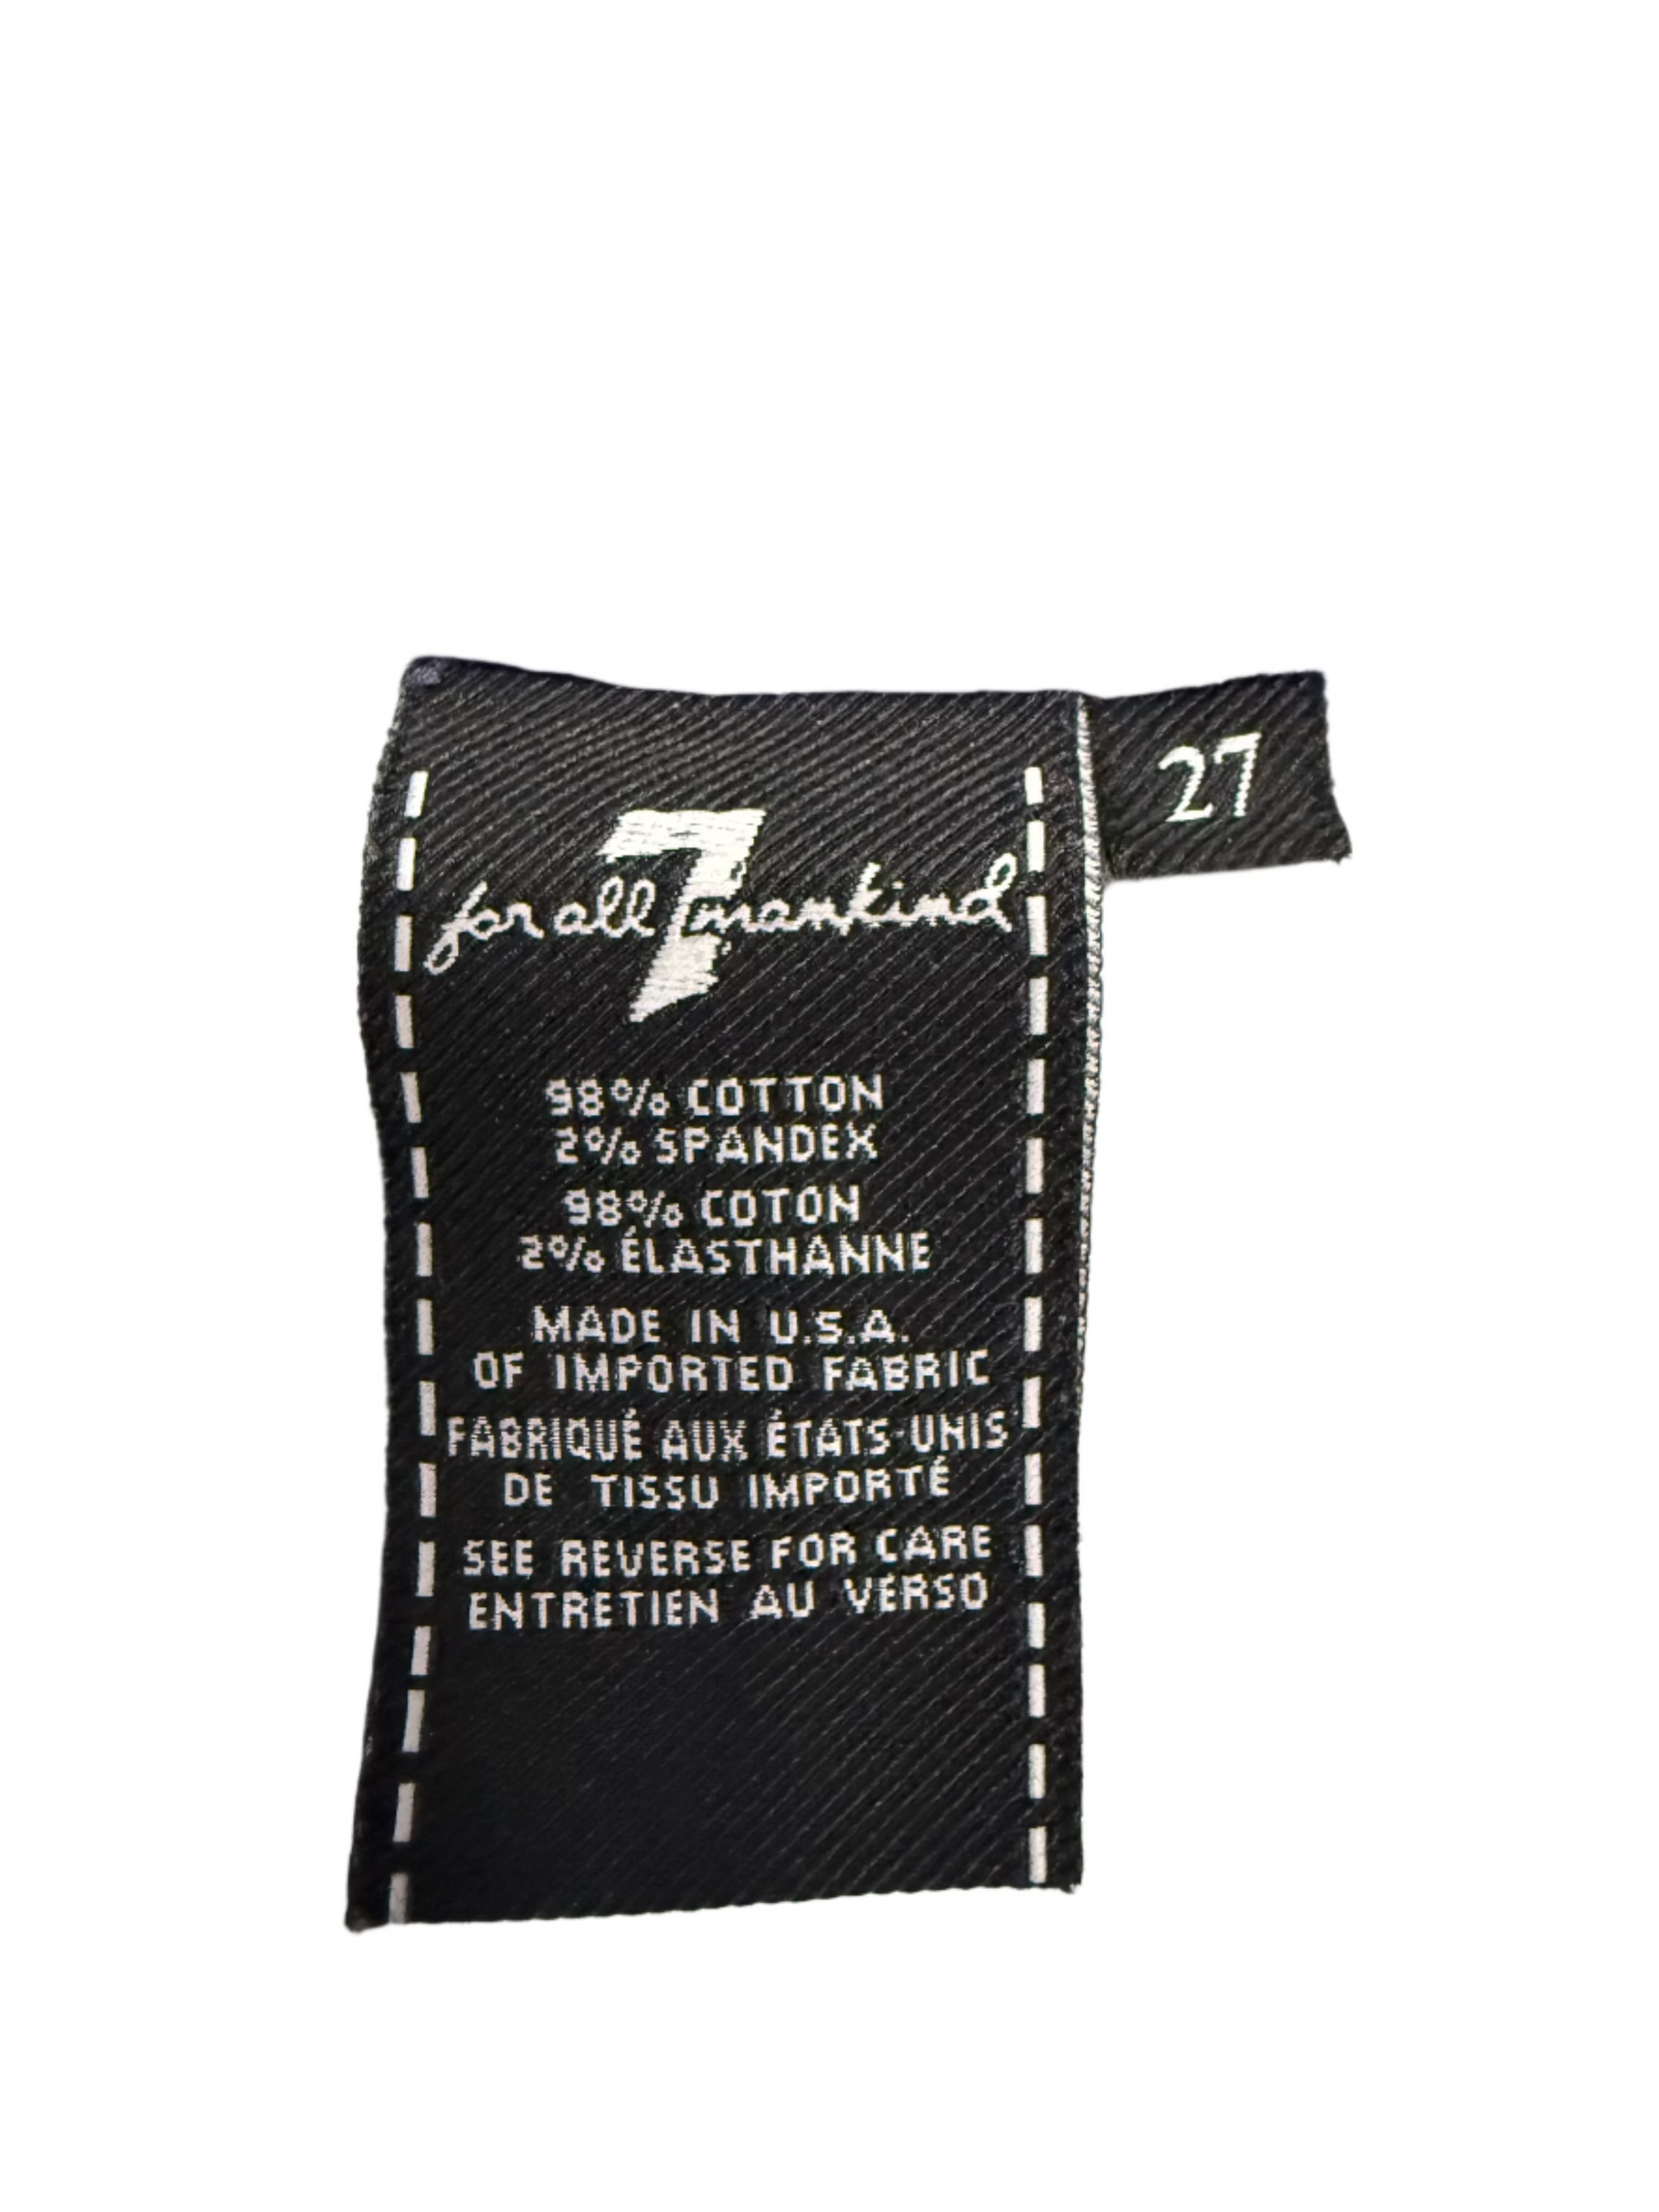 27
7
for all mankind
98% COTTON
2% SPANDEX
98% COTON
2% ÉLASTHANNE
MADE IN U.S.A.
OF IMPORTED FABRIC
FABRIQUÉ AUX ÉTATS-UNIS
DE TISSU IMPORTÉ
SEE REVERSE FOR CARE
ENTRETIEN AU VERSO